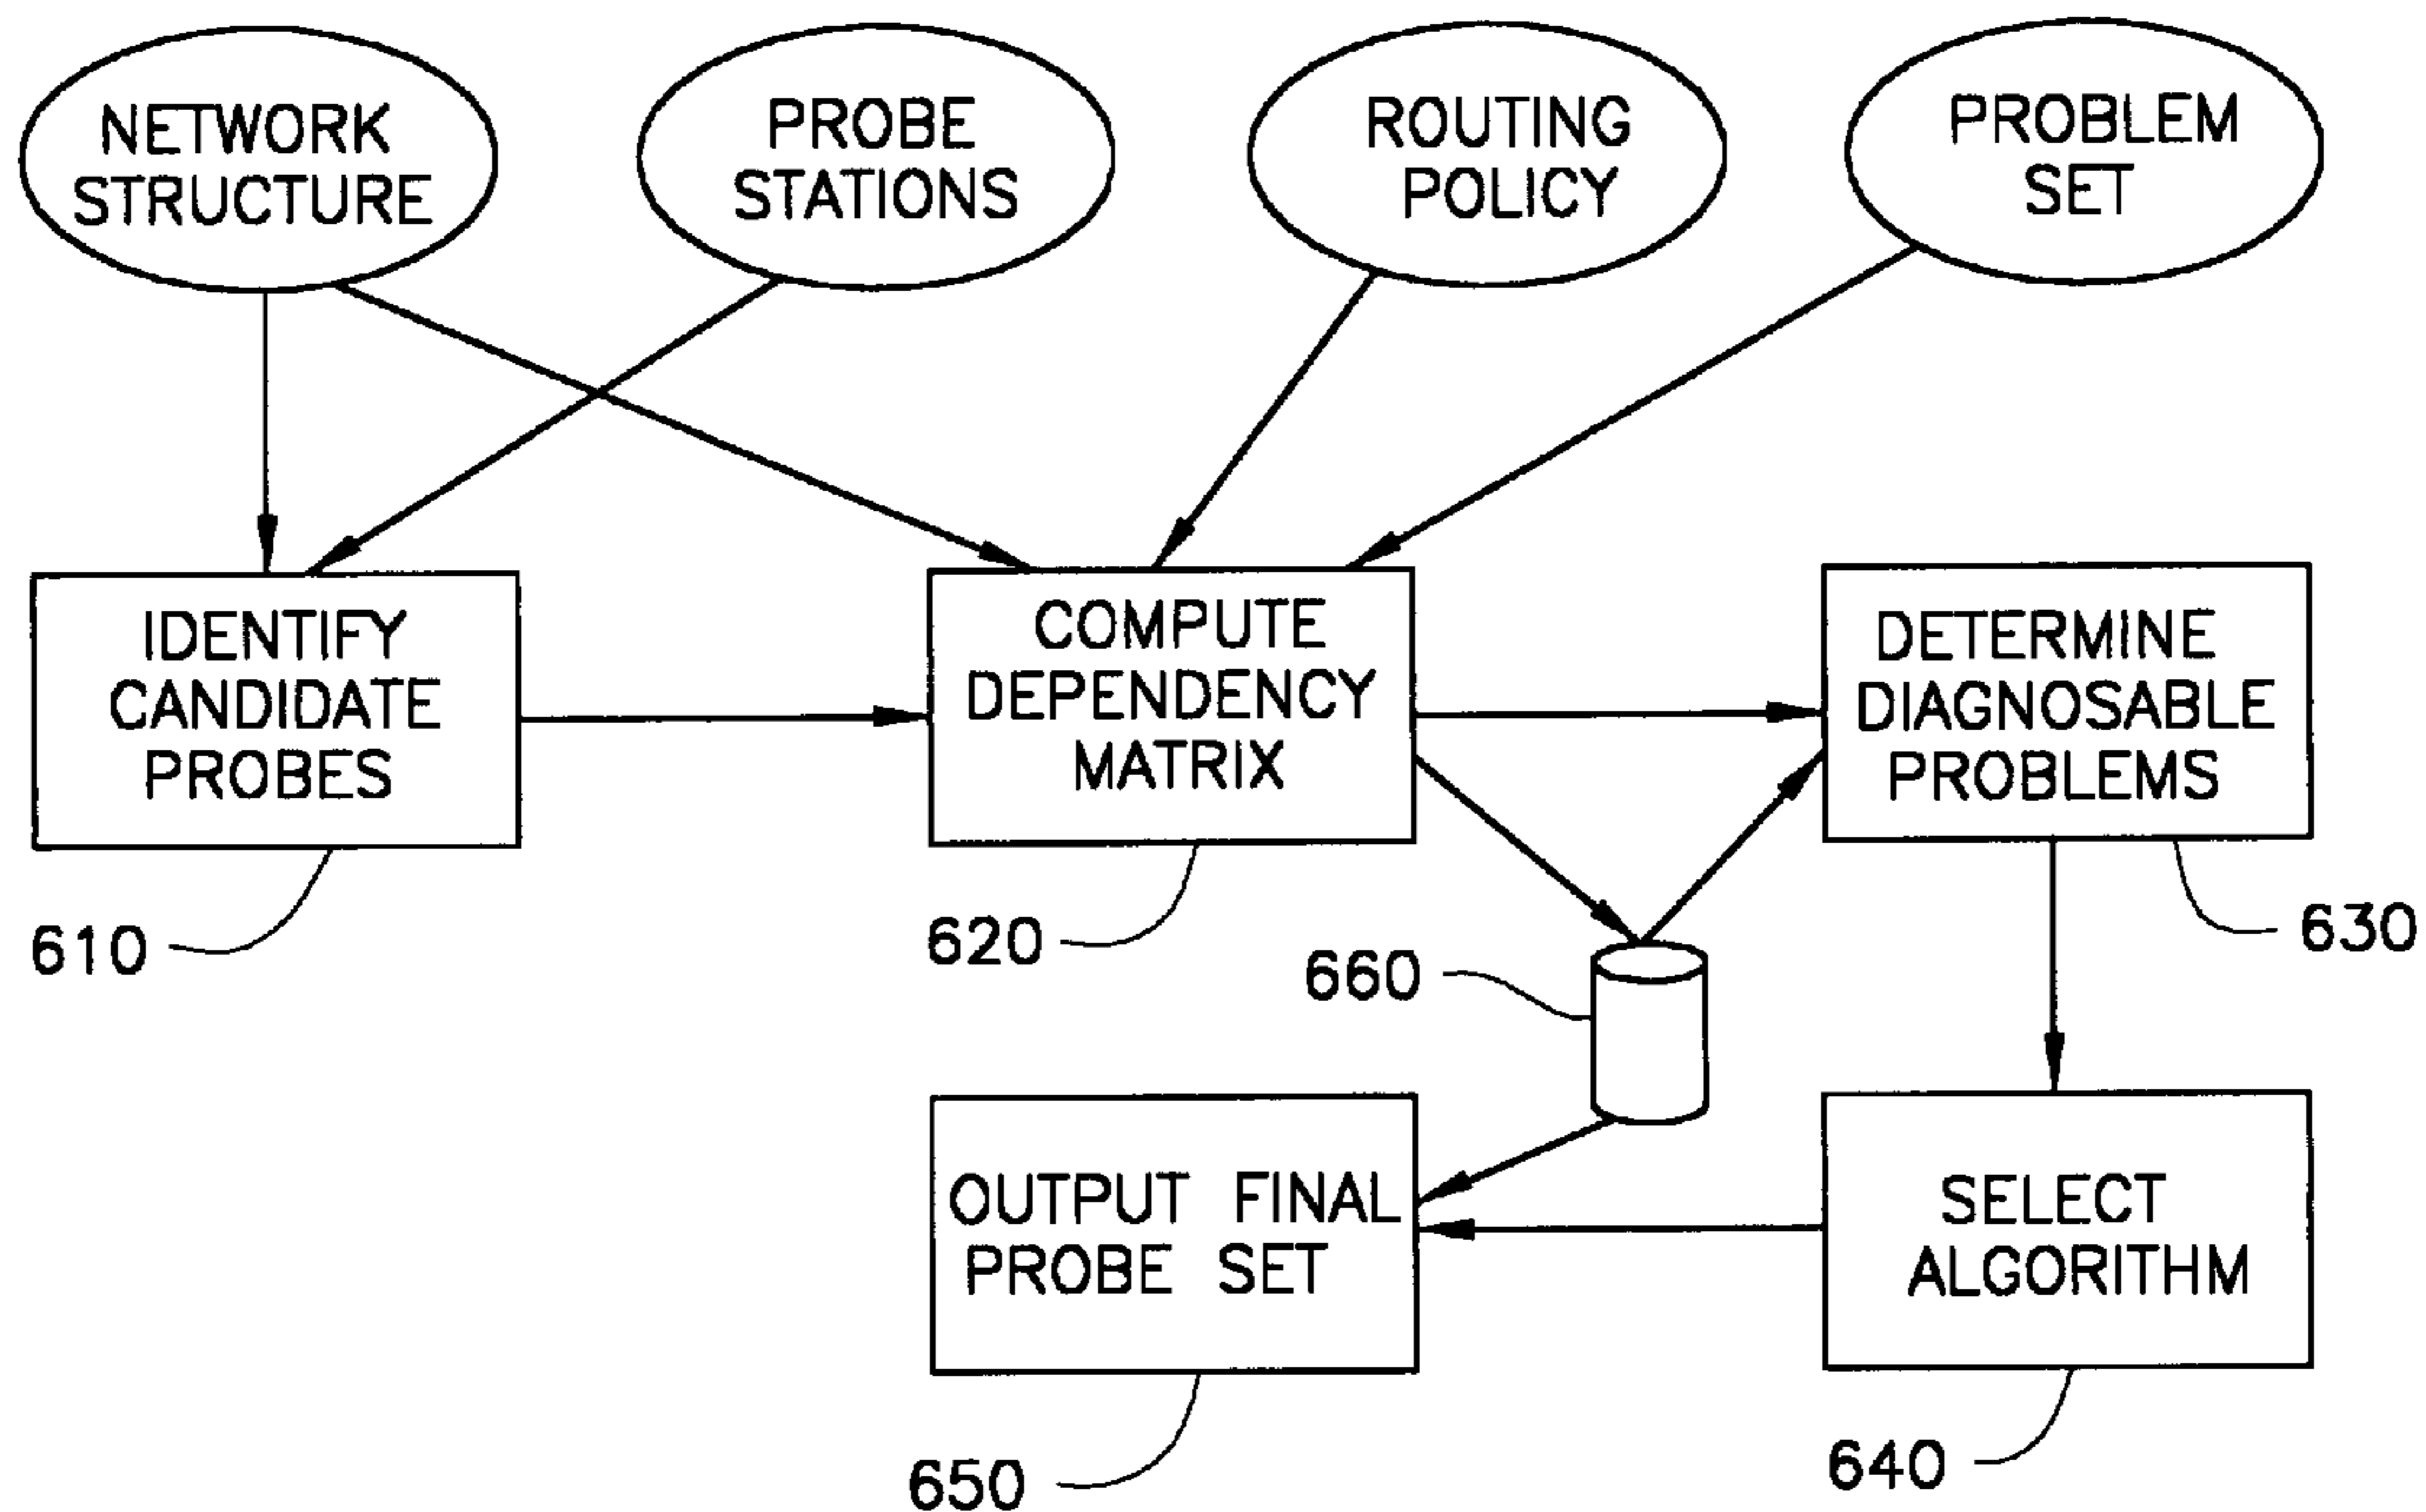 NETWORK
STRUCTURE
PROBE
STATIONS
ROUTING
POLICY
PROBLEM
SET
IDENTIFY
CANDIDATE
PROBES
COMPUTE
DEPENDENCY
MATRIX
DETERMINE
DIAGNOSABLE
PROBLEMS
610
620
630
660
OUTPUT FINAL
PROBE SET
SELECT
ALGORITHM
650
640